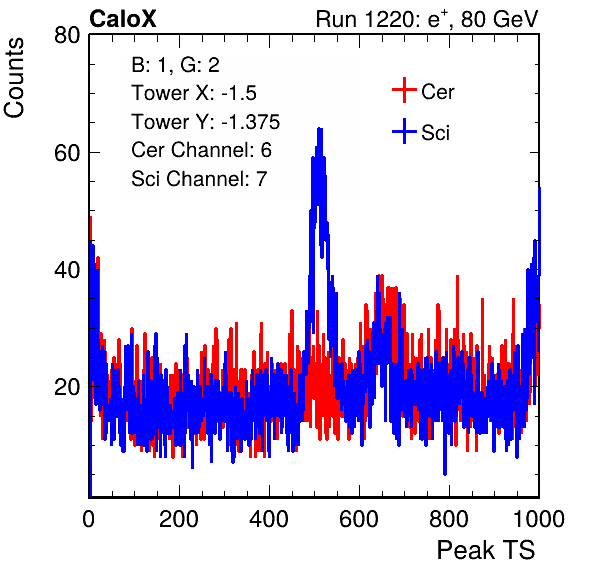 CaloX Run 1220: e⁺, 80 GeV
Counts
B: 1, G: 2
Tower X: -1.5
Tower Y: -1.375
Cer Channel: 6
Sci Channel: 7
Cer
Sci
80
60
40
20
0 200 400 600 800 1000
Peak TS